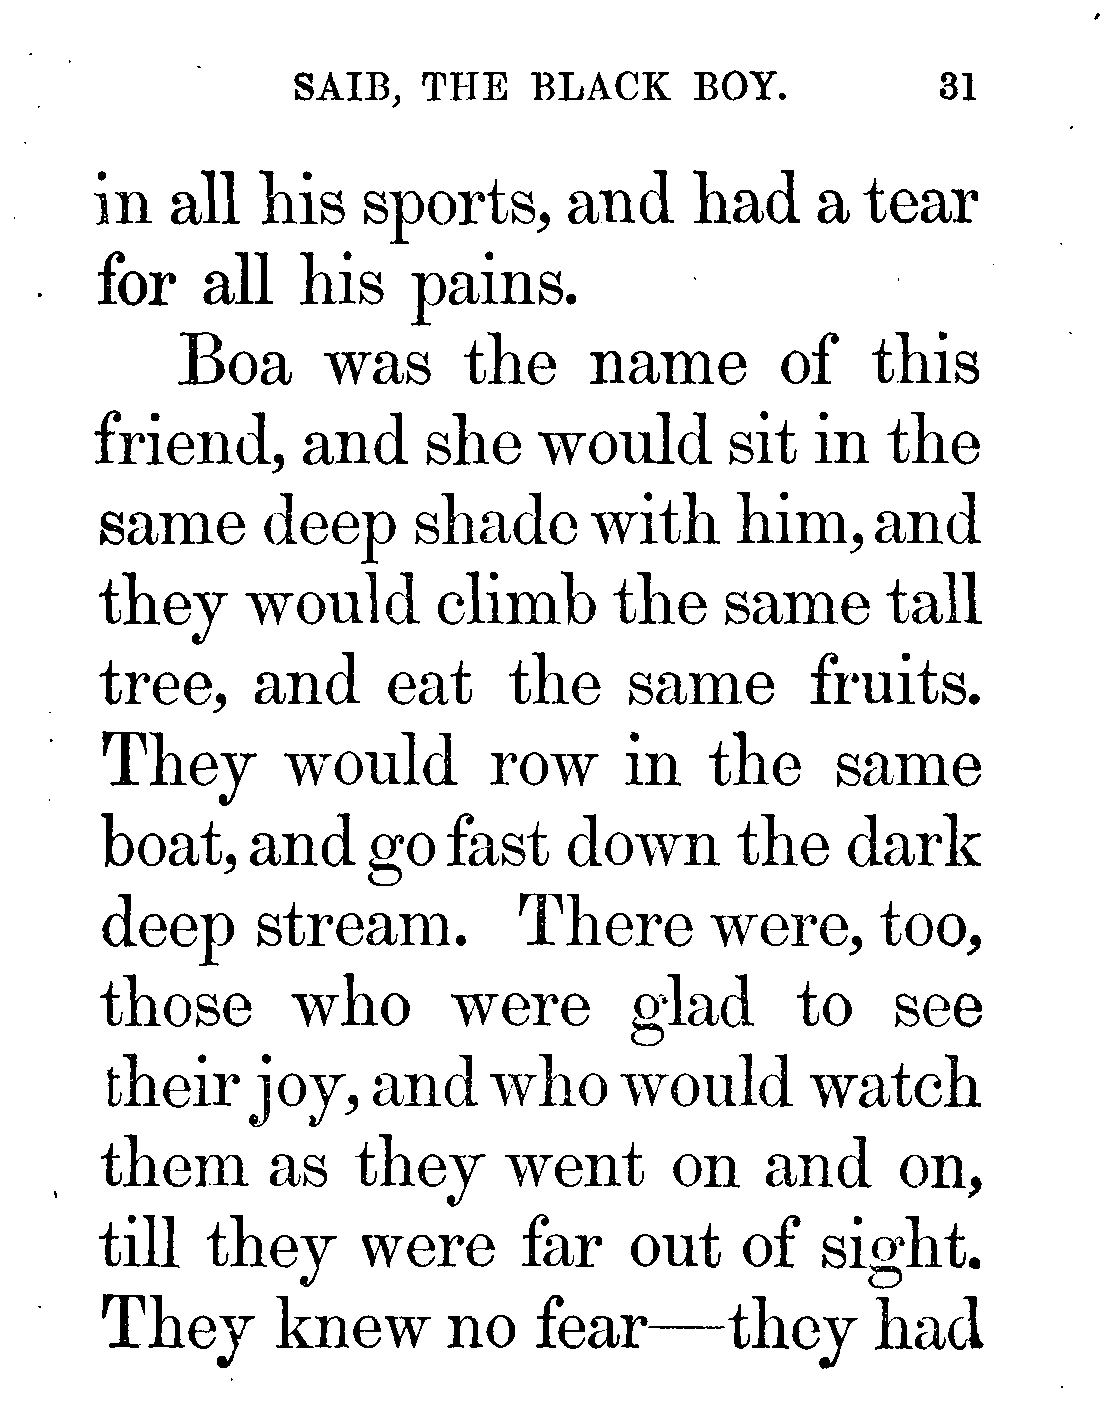 SAIB, THE BLACK BOY. 31
in all his sports, and had a tear
for all his pains.
Boa was the name of this
friend, and she would sit in the
same deep shade with him, and
they would climb the same tall
tree, and eat the same fruits.
They would row in the same
boat, and go fast down the dark
deep stream. There were, too,
those who were glad to see
their joy, and who would watch
them as they went on and on,
till they were far out of sight.
They knew no fear—they had